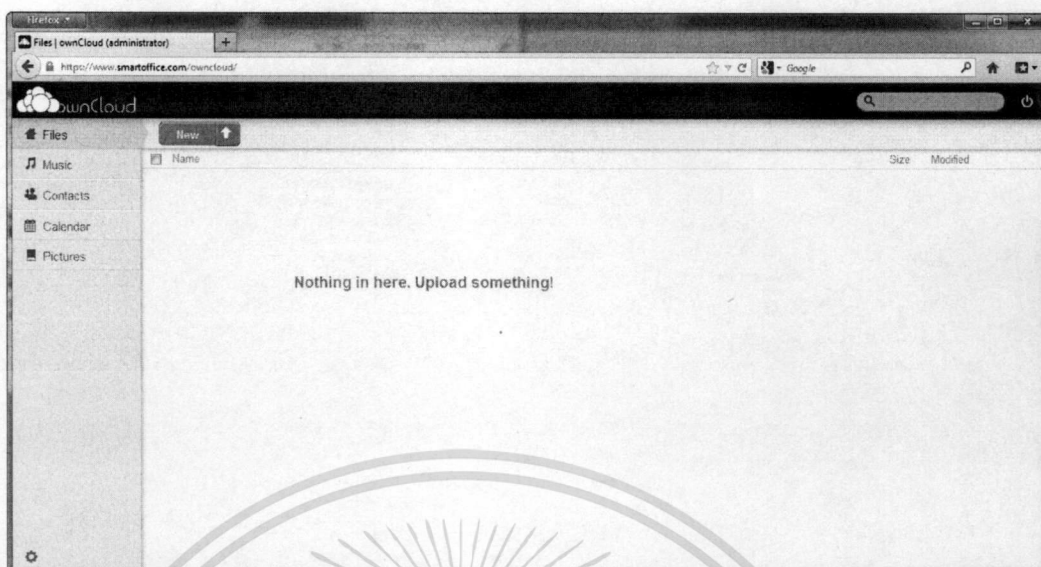 Firefox
Files | ownCloud (administrator)
https://www.smartoffice.com/owncloud/
Google
ownCloud
Files
New
Music
Name
Size
Modified
Contacts
Calendar
Pictures
Nothing in here. Upload something!